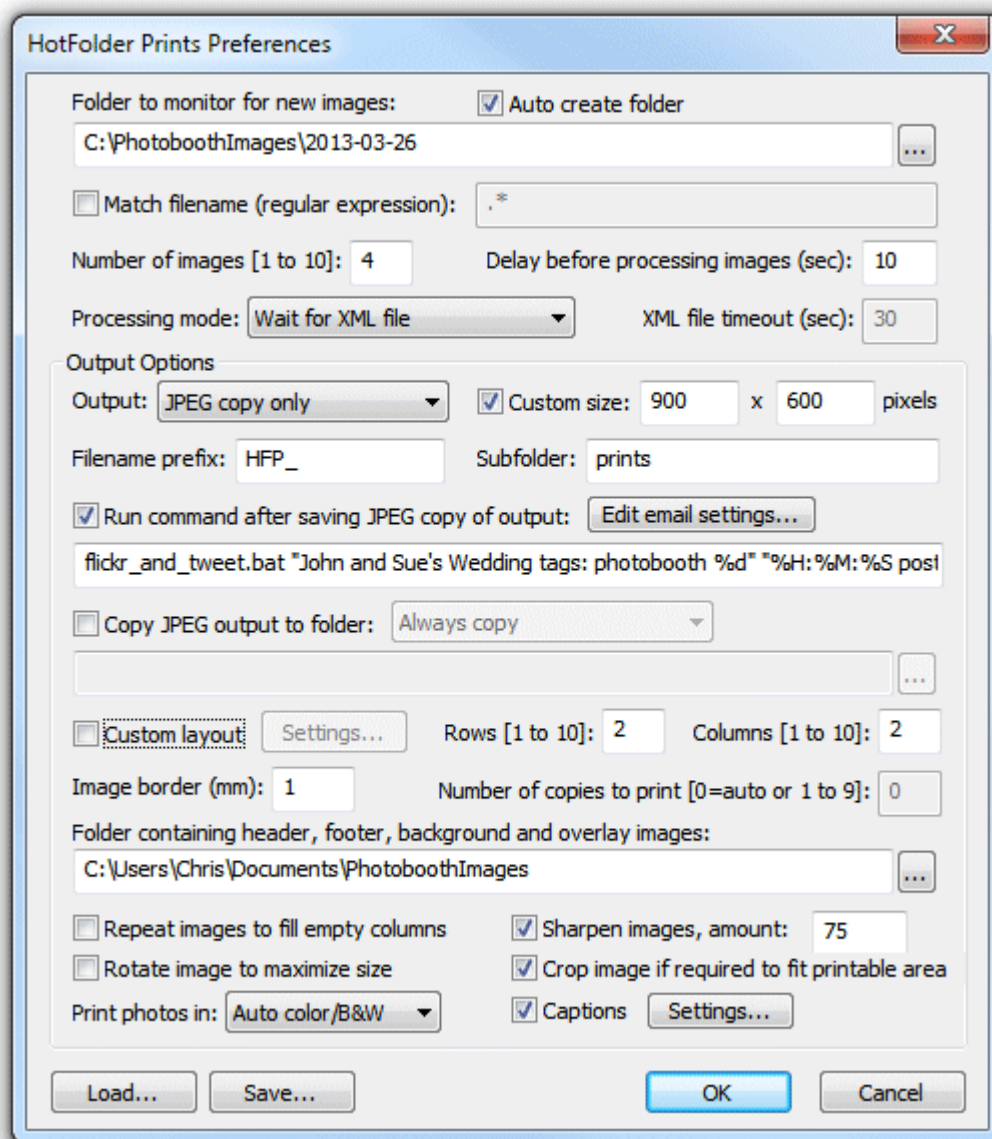 HotFolder Prints Preferences
Folder to monitor for new images: Auto create folder
C:\PhotoboothImages\2013-03-26 ...
Match filename (regular expression): .*
Number of images [1 to 10]: 4 Delay before processing images (sec): 10
Processing mode: Wait for XML file XML file timeout (sec): 30
Output Options
Output: JPEG copy only Custom size: 900 x 600 pixels
Filename prefix: HFP_ Subfolder: prints
Run command after saving JPEG copy of output: Edit email settings...
flickr_and_tweet.bat "John and Sue's Wedding tags: photobooth %d" "%H:%M:%S post
Copy JPEG output to folder: Always copy
...
Custom layout Settings... Rows [1 to 10]: 2 Columns [1 to 10]: 2
Image border (mm): 1 Number of copies to print [0=auto or 1 to 9]: 0
Folder containing header, footer, background and overlay images:
C:\Users\Chris\Documents\PhotoboothImages ...
Repeat images to fill empty columns Sharpen images, amount: 75
Rotate image to maximize size Crop image if required to fit printable area
Print photos in: Auto color/B&W Captions Settings...
Load... Save... OK Cancel